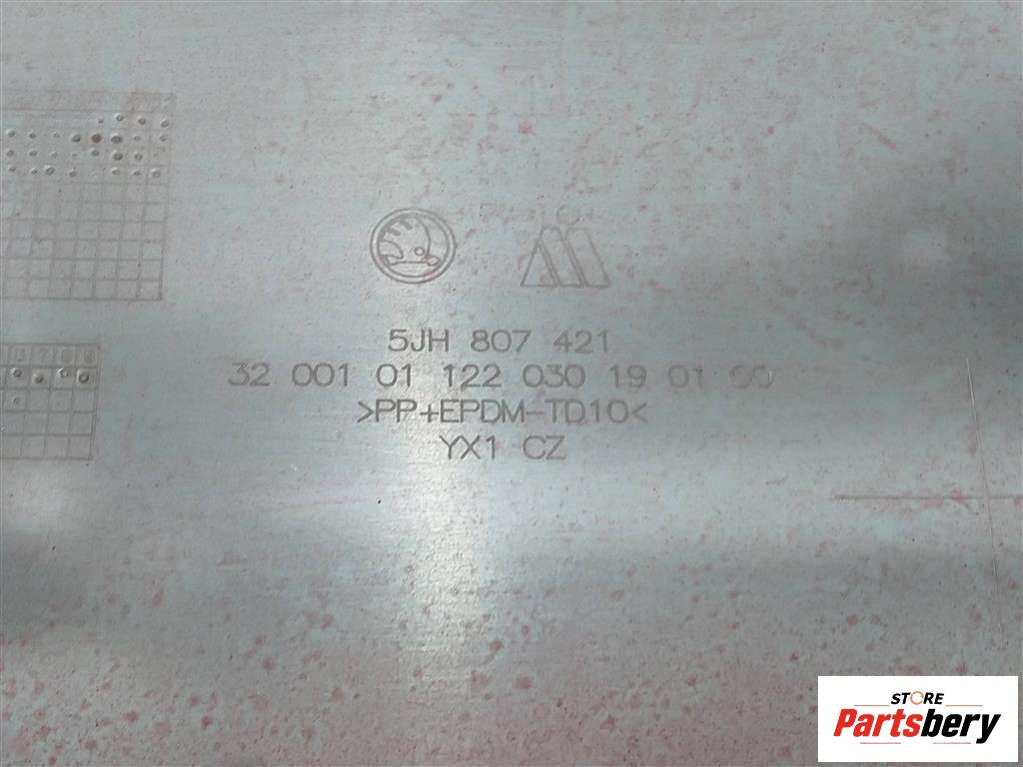 5JH 807 421
32 001 01 122 030 19 01
>PP+EPDM-TD10<
YX1 CZ
STORE
Partsbery